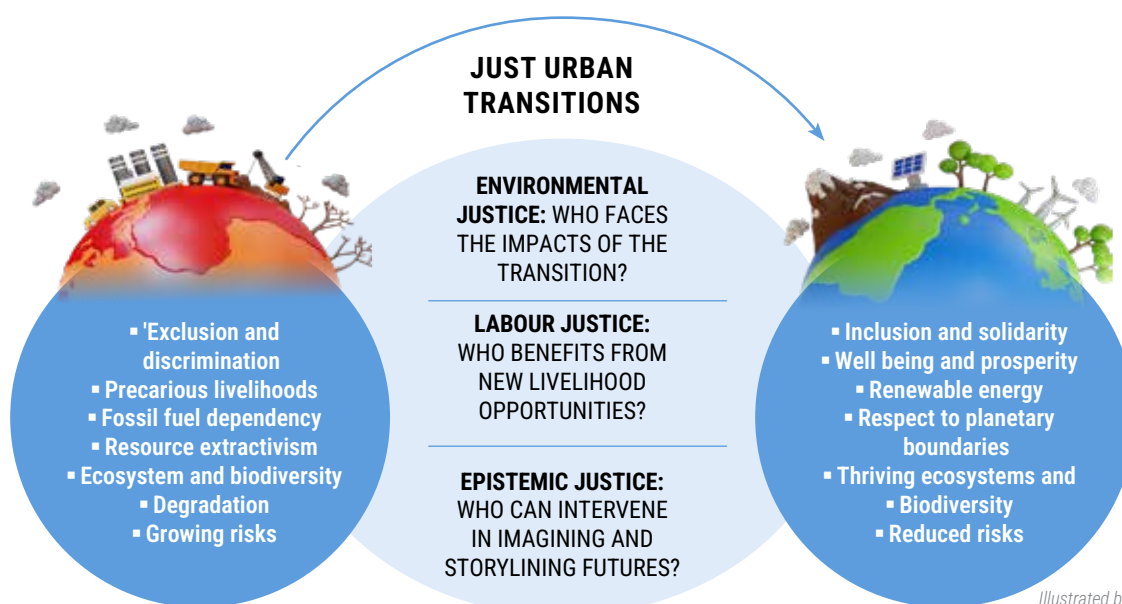 JUST URBAN
TRANSITIONS
▪ 'Exclusion and
discrimination
▪ Precarious livelihoods
▪ Fossil fuel dependency
▪ Resource extractivism
▪ Ecosystem and biodiversity
▪ Degradation
▪ Growing risks
ENVIRONMENTAL
JUSTICE: WHO FACES
THE IMPACTS OF THE
TRANSITION?
LABOUR JUSTICE:
WHO BENEFITS FROM
NEW LIVELIHOOD
OPPORTUNITIES?
EPISTEMIC JUSTICE:
WHO CAN INTERVENE
IN IMAGINING AND
STORYLINING FUTURES?
▪ Inclusion and solidarity
▪ Well being and prosperity
▪ Renewable energy
▪ Respect to planetary
boundaries
▪ Thriving ecosystems and
▪ Biodiversity
▪ Reduced risks
Illustrated b